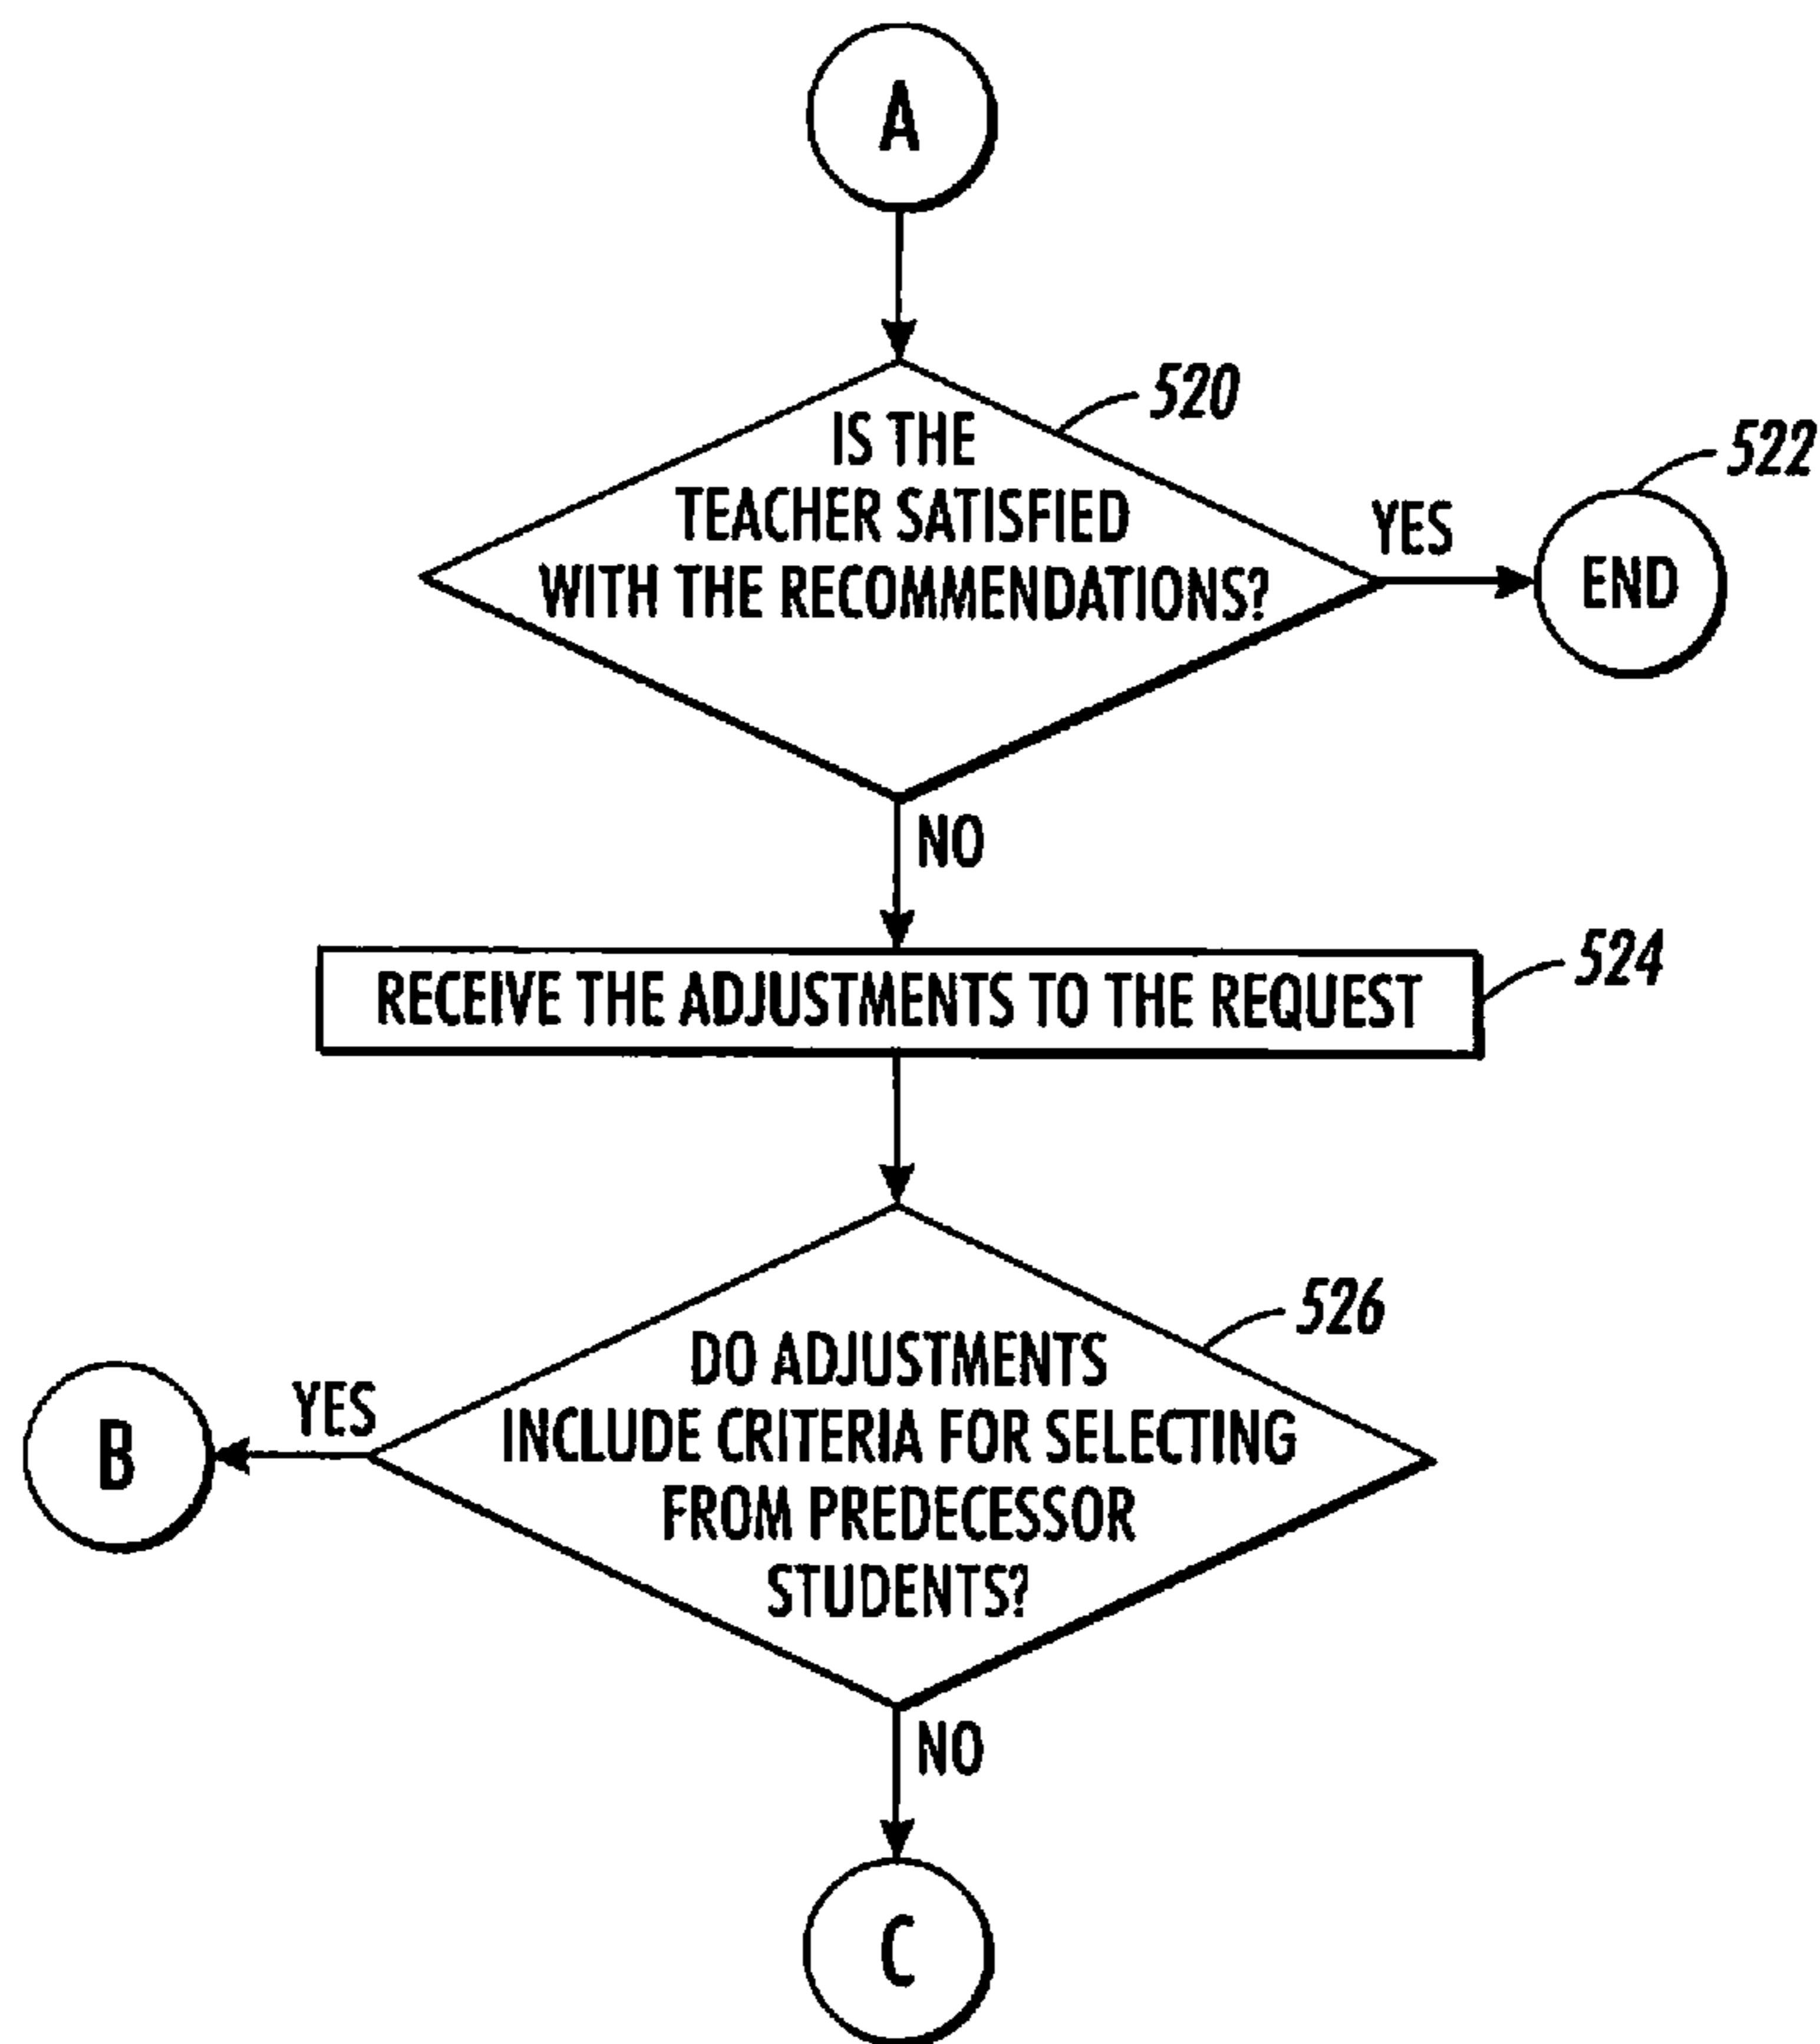 A
520
IS THE
TEACHER SATISFIED
WITH THE RECOMMENDATIONS?
522
YES
END
NO
524
RECEIVE THE ADJUSTMENTS TO THE REQUEST
526
DO ADJUSTMENTS
INCLUDE CRITERIA FOR SELECTING
FROM PREDECESSOR
STUDENTS?
YES
B
NO
C